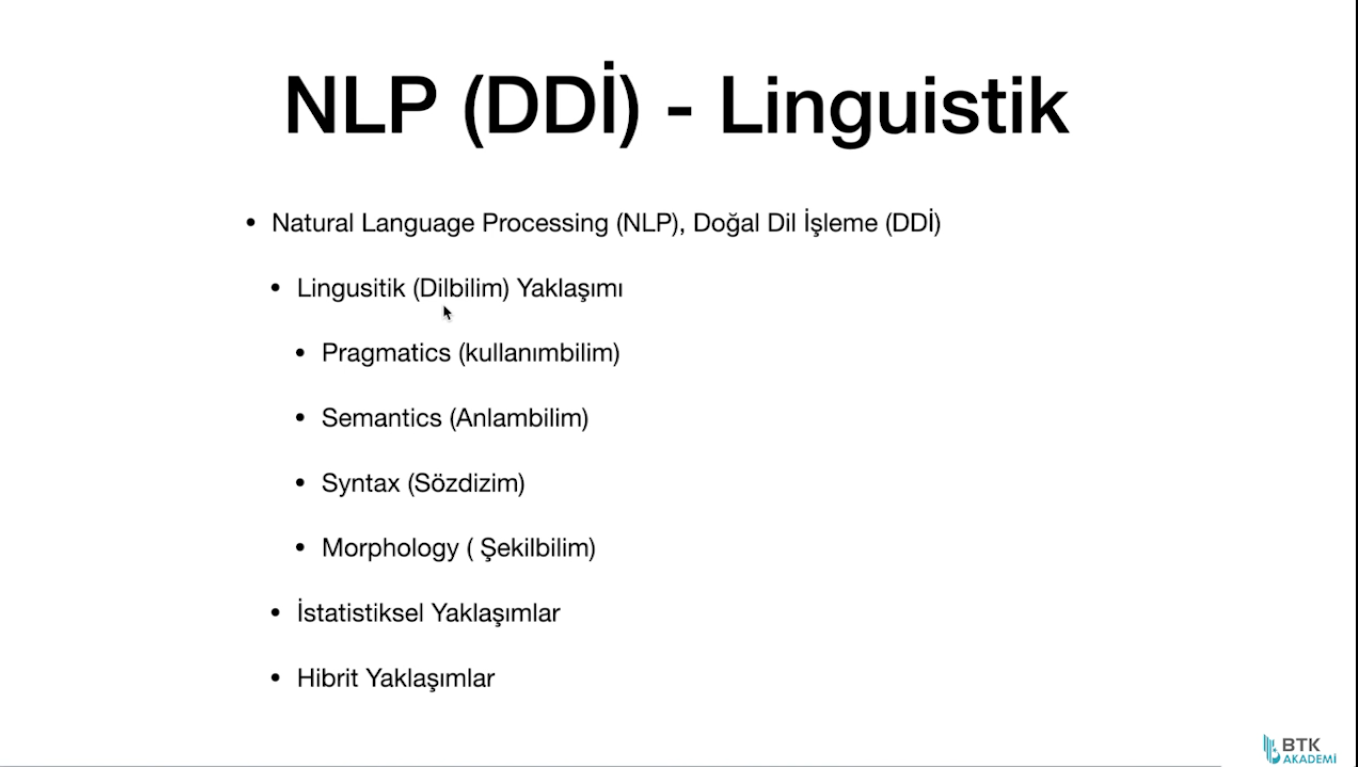 NLP (DDİ) - Linguistik
• Natural Language Processing (NLP), Doğal Dil İşleme (DDİ)
• Lingusitik (Dilbilim) Yaklaşımı
• Pragmatics (kullanımbilim)
• Semantics (Anlambilim)
• Syntax (Sözdizim)
• Morphology ( Şekilbilim)
• İstatistiksel Yaklaşımlar
• Hibrit Yaklaşımlar
BTK
AKADEMİ